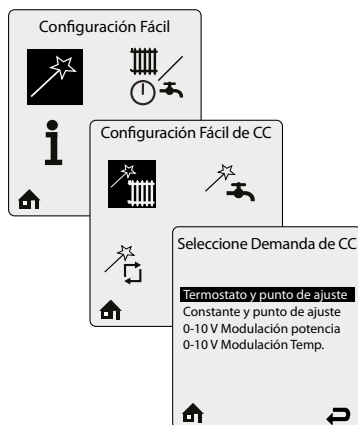 Configuración Fácil
Configuración Fácil de CC
Seleccione Demanda de CC
Termostato y punto de ajuste
Constante y punto de ajuste
0-10 V Modulación potencia
0-10 V Modulación Temp.